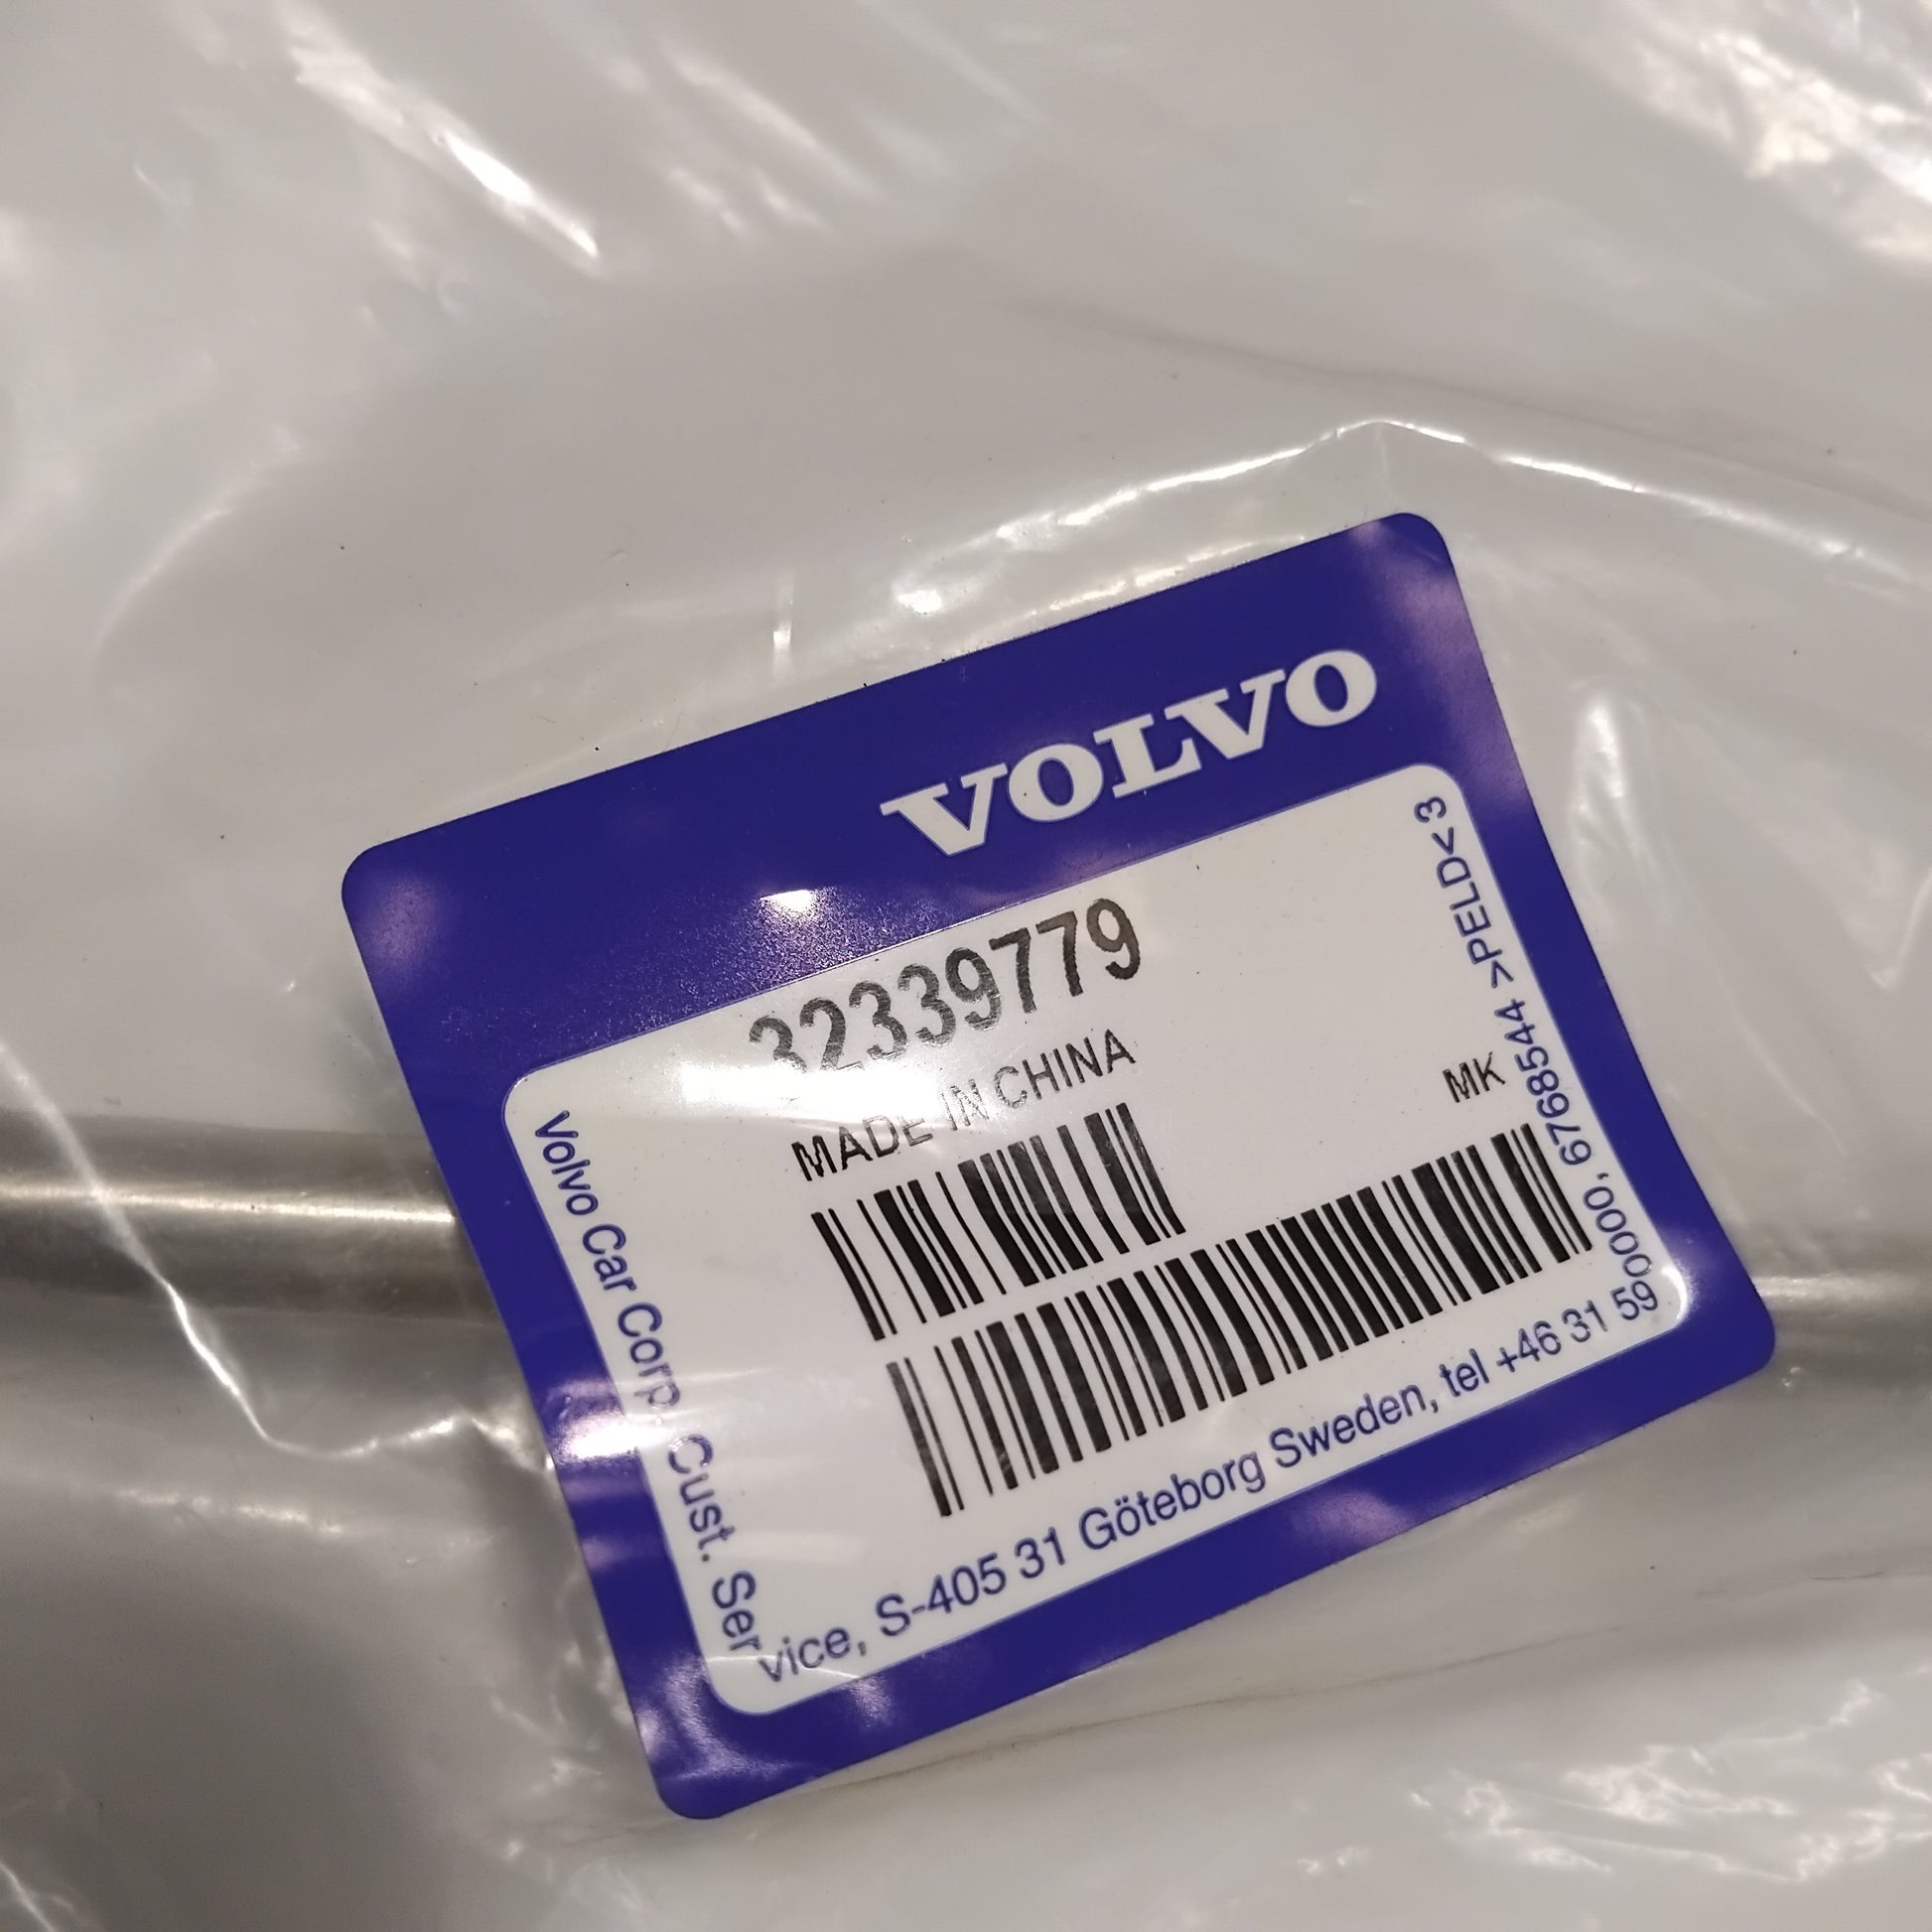 VOLVO
32339779
MADE IN CHINA
MK
Volvo Car Corp. Cust. Service, S-405 31 Göteborg Sweden, tel +46 31 590000, 6768544 >PELD<3